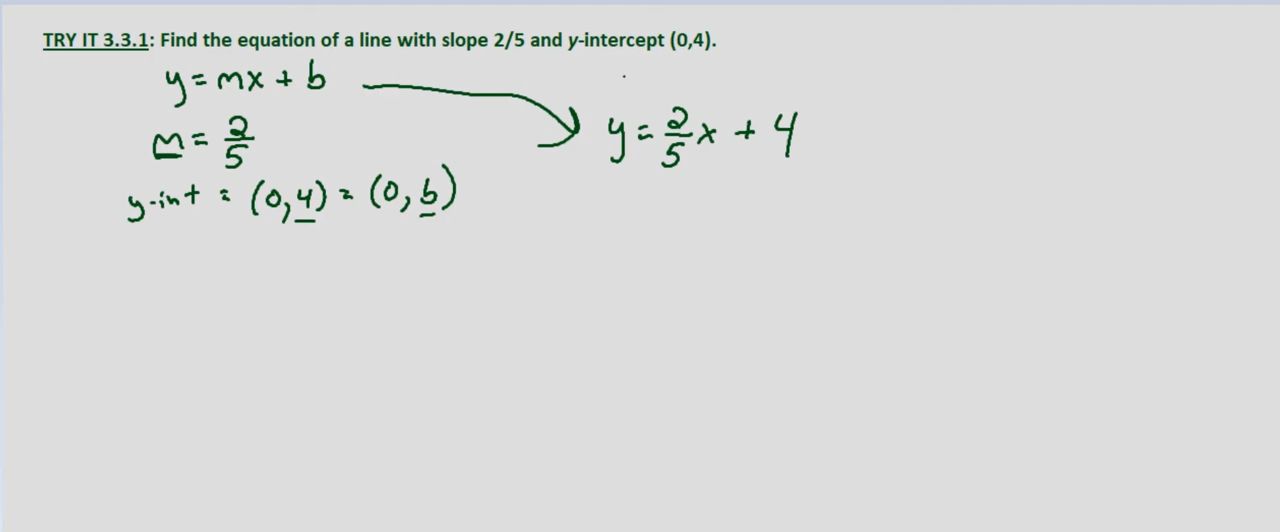 TRY IT 3.3.1: Find the equation of a line with slope 2/5 and y-intercept (0,4).
y = mx + b
m = 2/5
y-int = (0, 4) = (0, b)
y = 2/5 x + 4